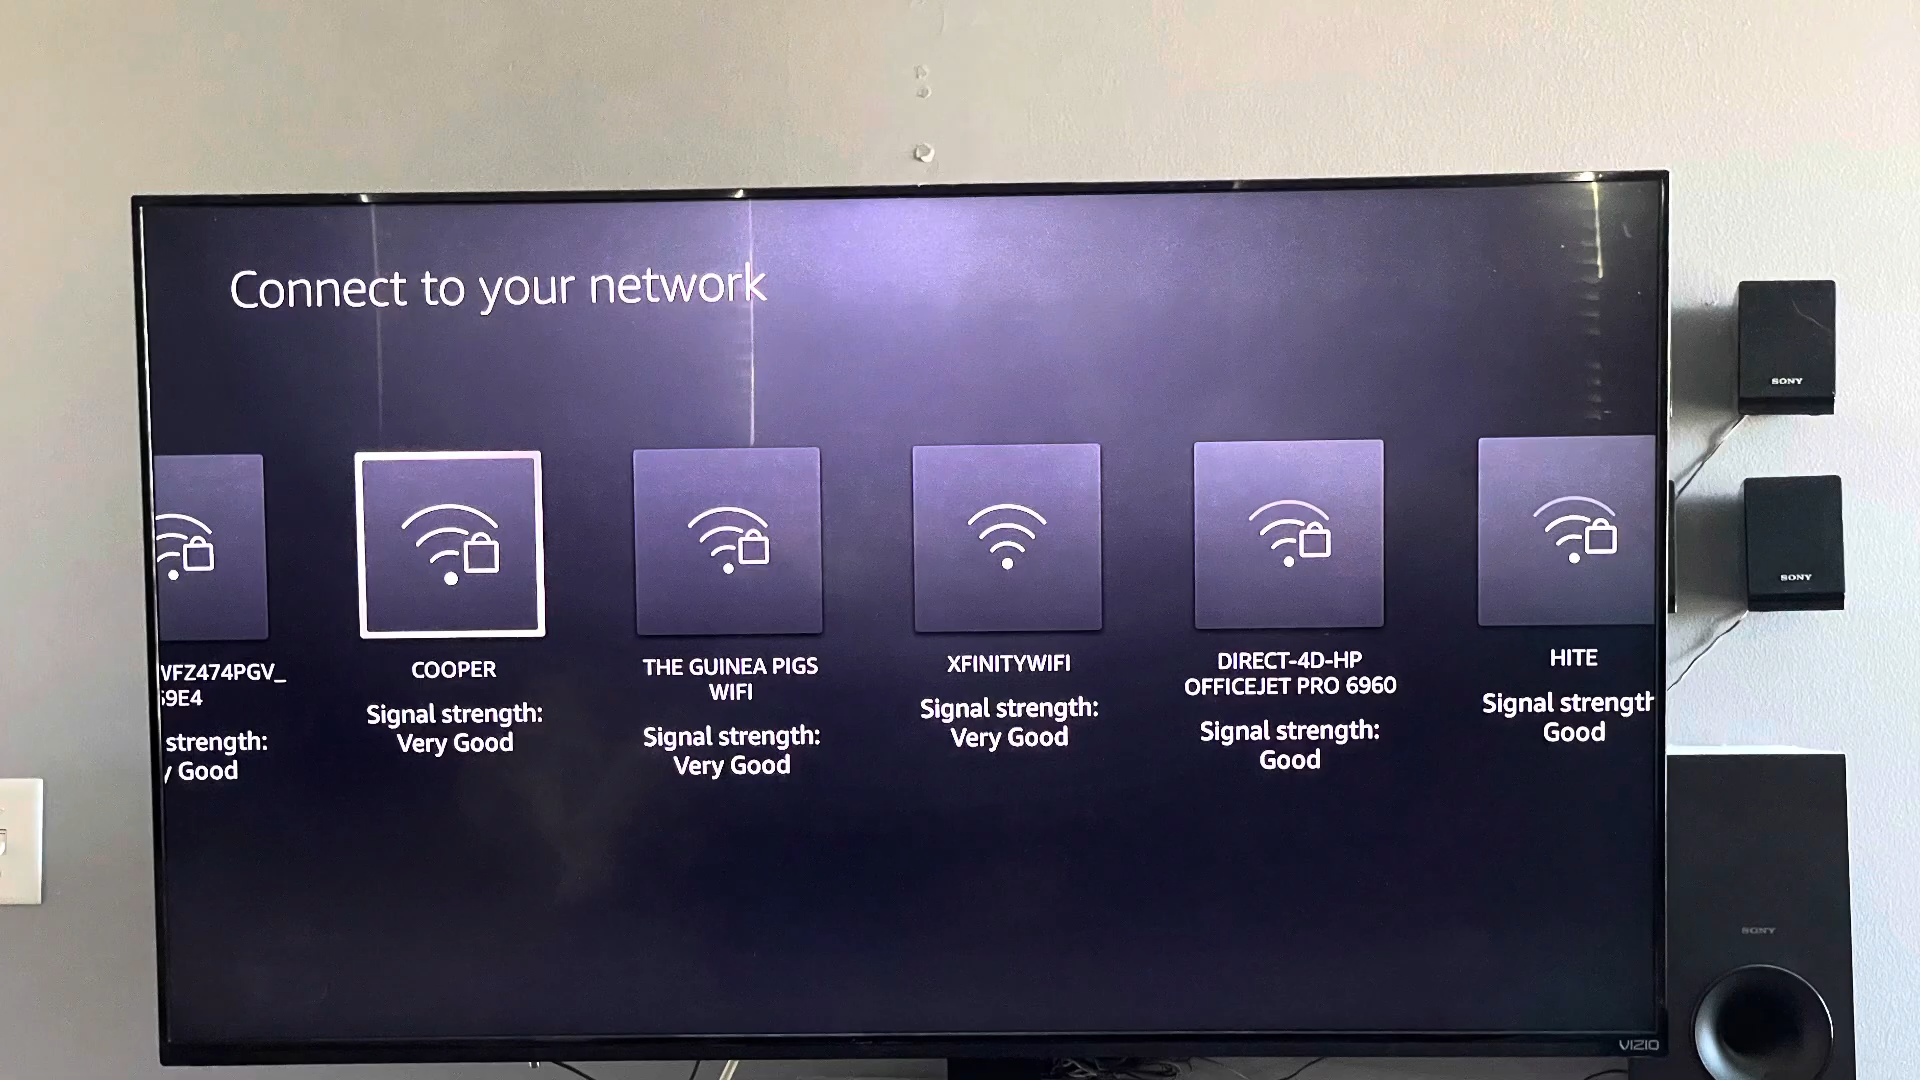 Connect to your network
VFZ474PGV_
59E4
strength:
y Good
COOPER
Signal strength:
Very Good
THE GUINEA PIGS
WIFI
Signal strength:
Very Good
XFINITYWIFI
Signal strength:
Very Good
DIRECT-4D-HP
OFFICEJET PRO 6960
Signal strength:
Good
HITE
Signal strength
Good
SONY
SONY
SONY
VIZIO